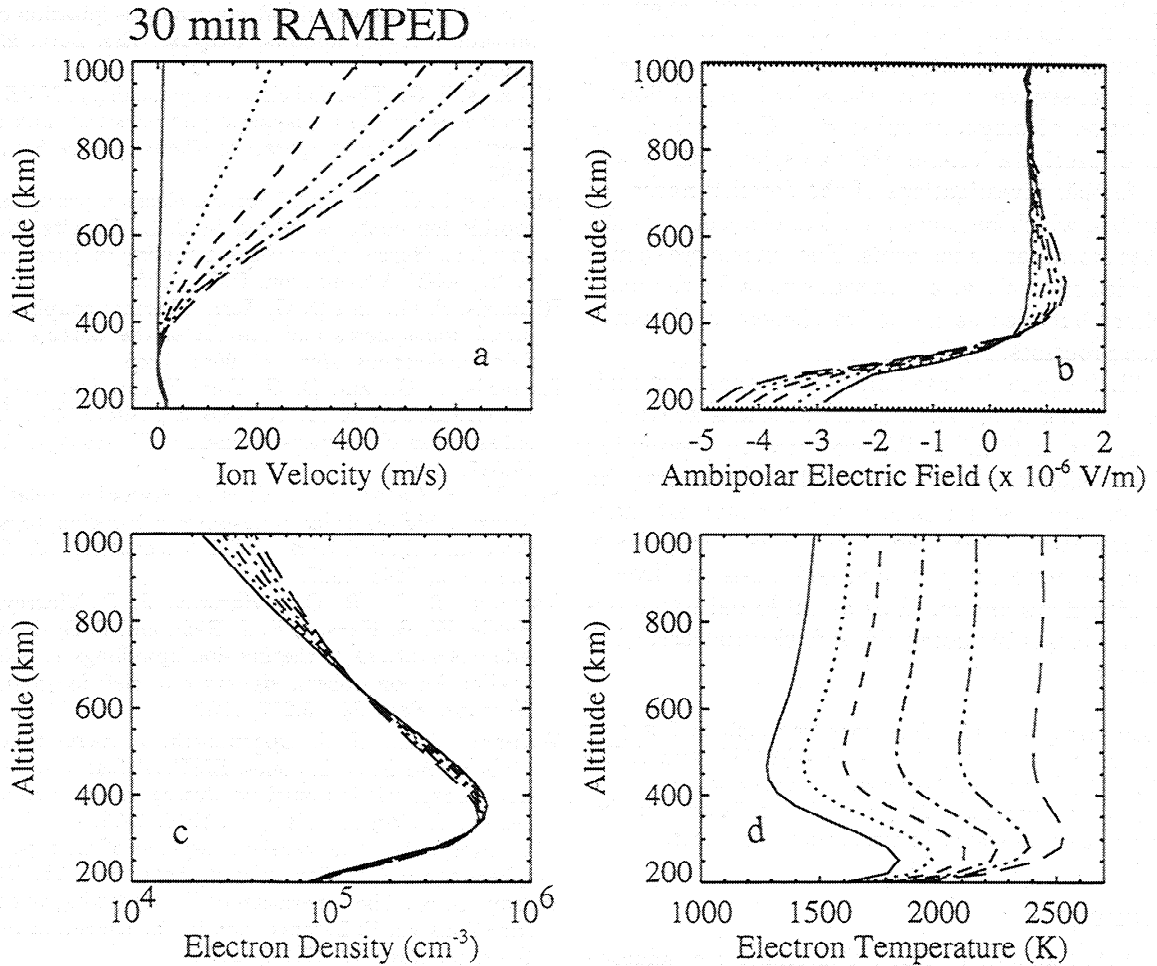 30 min RAMPED
1000
800
600
400
200
Altitude (km)
a
0 200 400 600
Ion Velocity (m/s)
1000
800
600
400
200
Altitude (km)
b
-5 -4 -3 -2 -1 0 1 2
Ambipolar Electric Field (x 10⁻⁶ V/m)
1000
800
600
400
200
Altitude (km)
c
10⁴ 10⁵ 10⁶
Electron Density (cm⁻³)
1000
800
600
400
200
Altitude (km)
d
1000 1500 2000 2500
Electron Temperature (K)